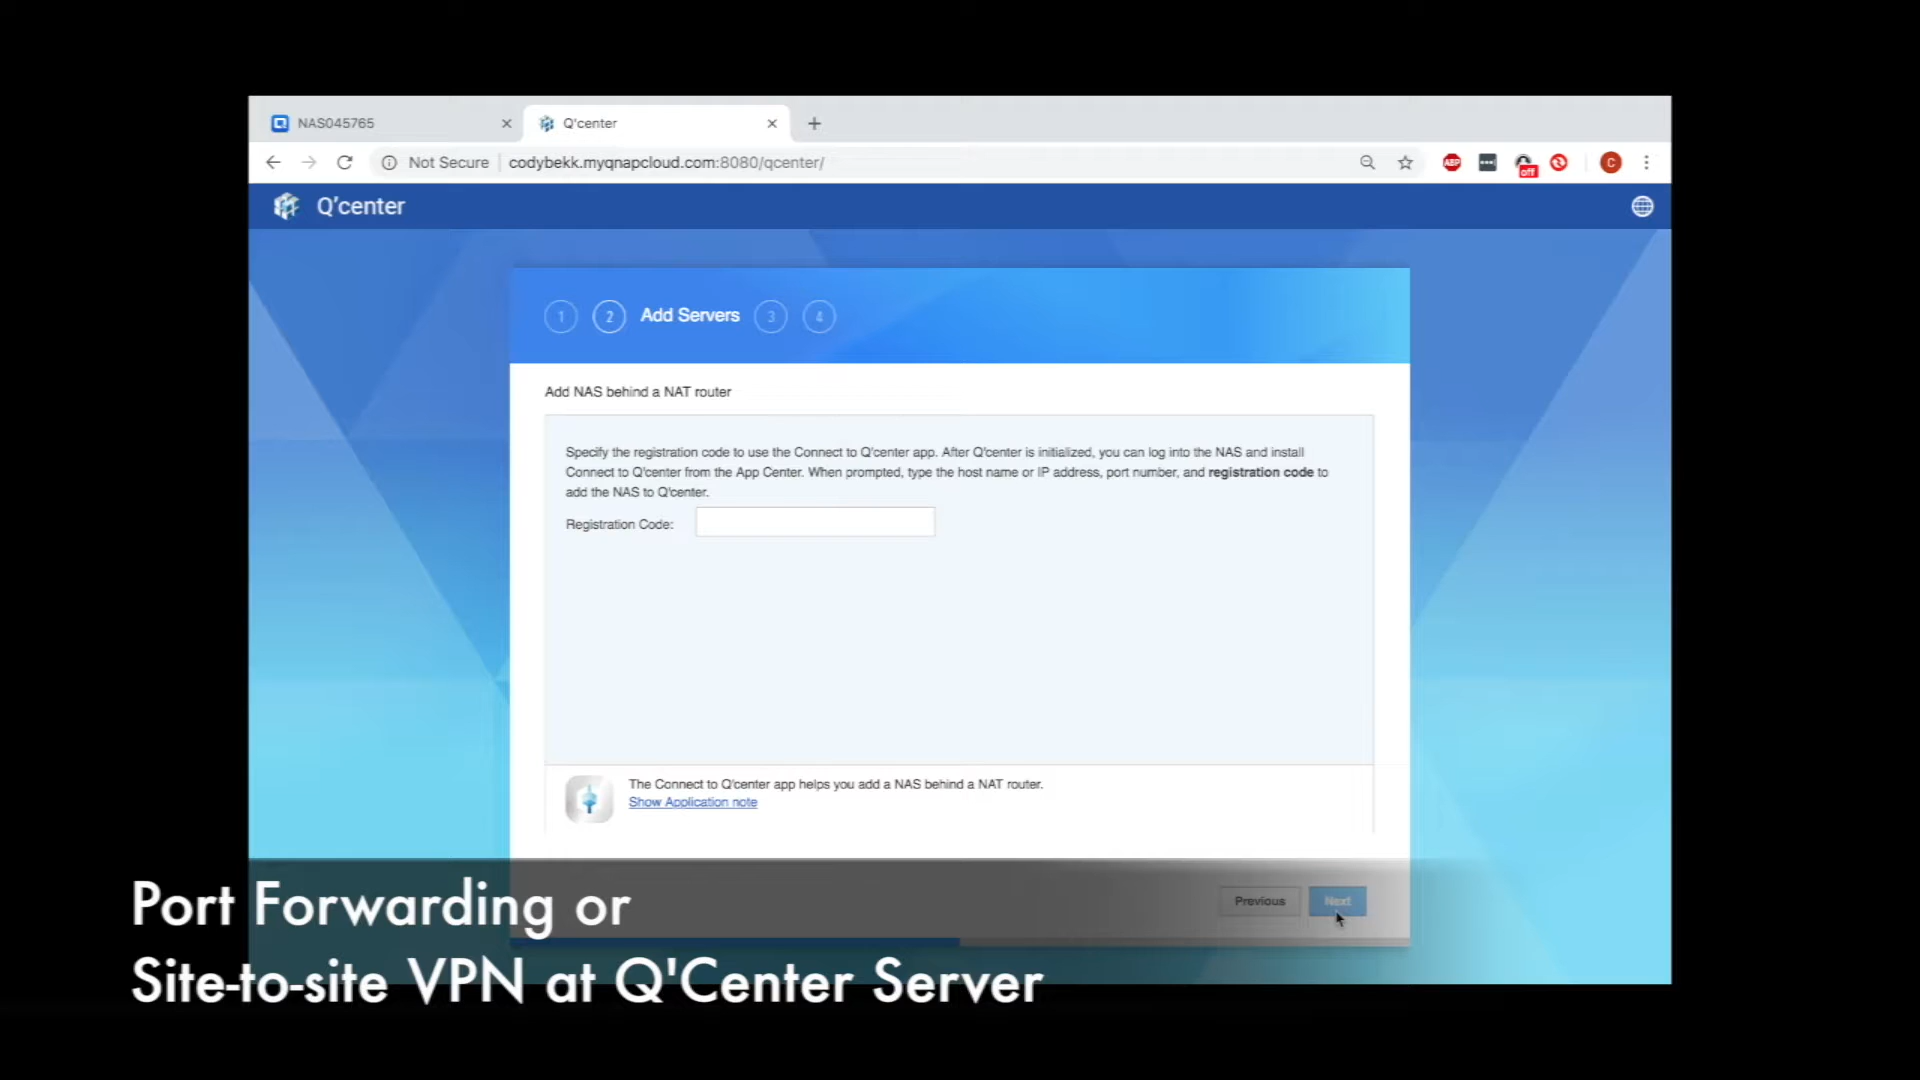 NAS045765
Q'center
Not Secure
codybekk.myqnapcloud.com:8080/qcenter/
ABP
off
C
Q'center
1
2
Add Servers
3
4
Add NAS behind a NAT router
Specify the registration code to use the Connect to Q'center app. After Q'center is initialized, you can log into the NAS and install
Connect to Q'center from the App Center. When prompted, type the host name or IP address, port number, and registration code to
add the NAS to Q'center.
Registration Code:
The Connect to Q'center app helps you add a NAS behind a NAT router.
Show Application note
Previous
Next
Port Forwarding or
Site-to-site VPN at Q'Center Server